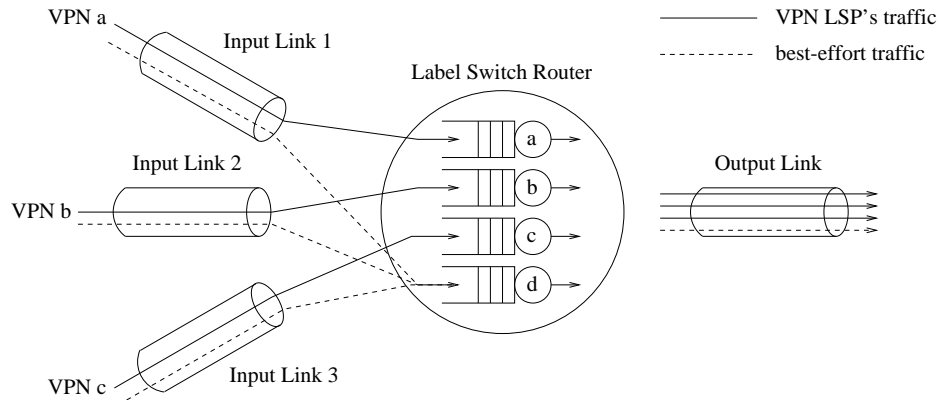 VPN a
Input Link 1
VPN LSP's traffic
best-effort traffic
Label Switch Router
a
Input Link 2
Output Link
b
VPN b
c
d
Input Link 3
VPN c